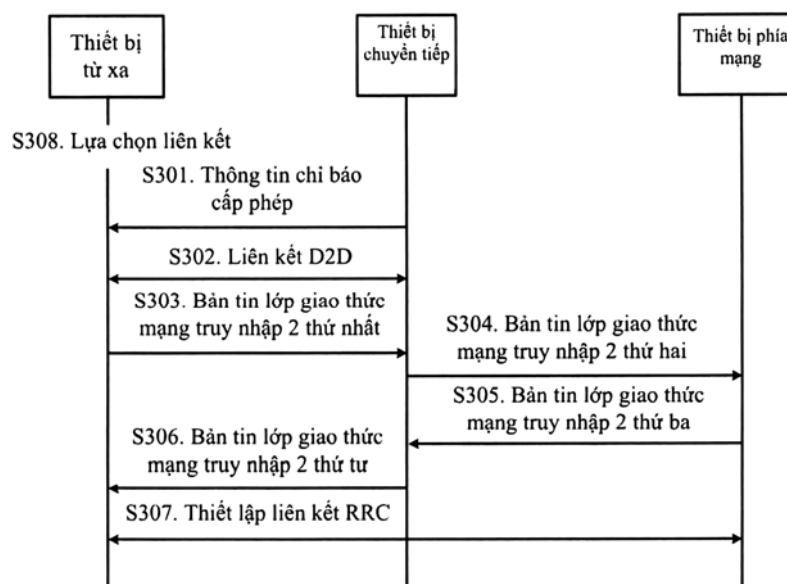 Thiết bị
từ xa
Thiết bị
chuyển tiếp
Thiết bị phía
mạng
S308. Lựa chọn liên kết
S301. Thông tin chỉ báo
cấp phép
S302. Liên kết D2D
S303. Bản tin lớp giao thức
mạng truy nhập 2 thứ nhất
S304. Bản tin lớp giao thức
mạng truy nhập 2 thứ hai
S305. Bản tin lớp giao thức
mạng truy nhập 2 thứ ba
S306. Bản tin lớp giao thức
mạng truy nhập 2 thứ tư
S307. Thiết lập liên kết RRC